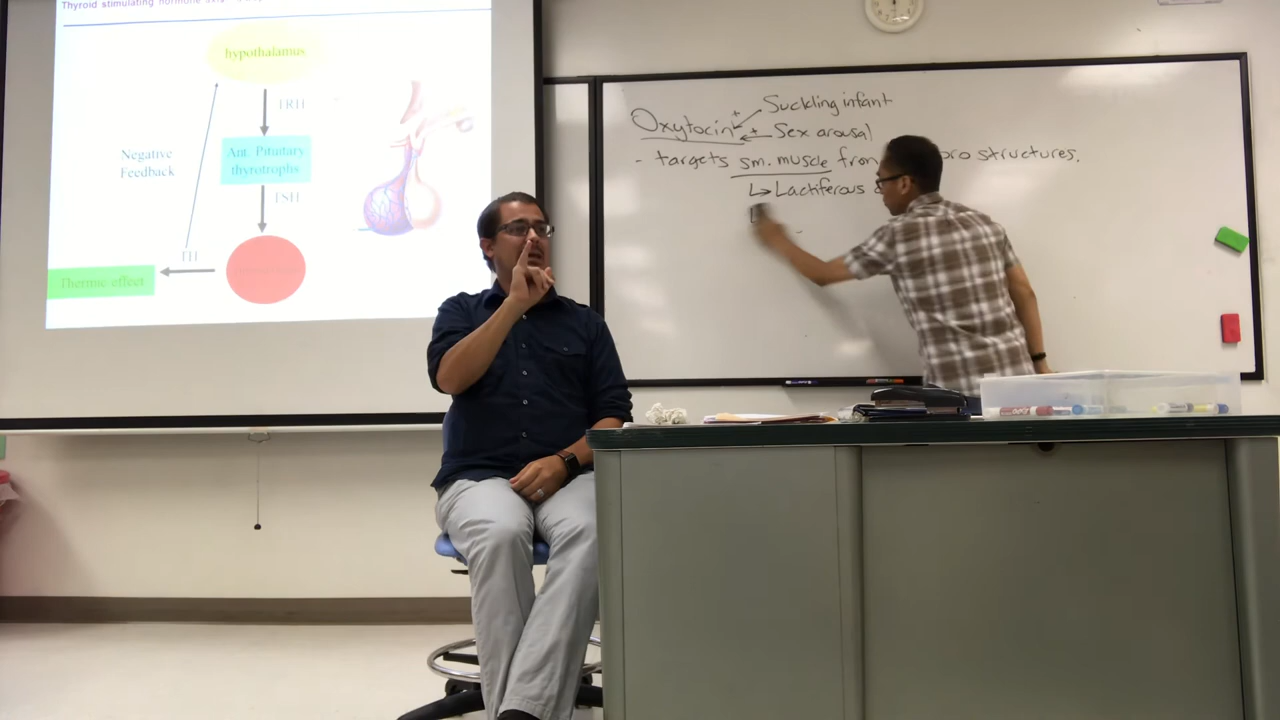 Thyroid stimulating hormone
hypothalamus
TRH
Negative
Feedback
Ant. Pituitary
thyrotrophs
TSH
TH
Thermic effect
Oxytocin
+ Suckling infant
+ Sex arousal
- targets sm. muscle from structures.
↳ Lactiferous